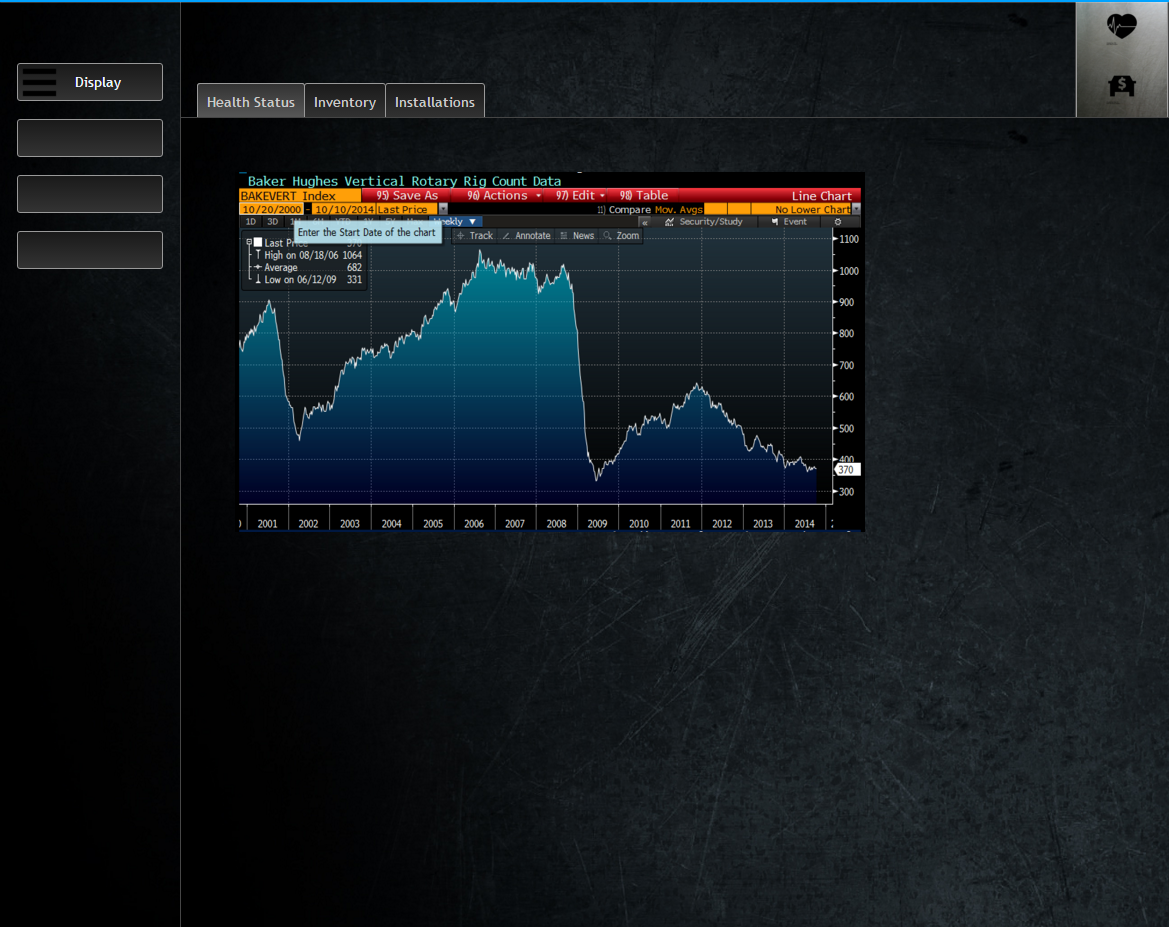 Display
Health Status
Inventory
Installations
Baker Hughes Vertical Rotary Rig Count Data
BAKEVERT Index 95) Save As 96) Actions 97) Edit 98) Table Line Chart
10/20/2000 - 10/10/2014 Last Price 11) Compare Mov. Avgs No Lower Chart
1D 3D Weekly ▼ « Security/Study Event
Enter the Start Date of the chart
Track Annotate News Zoom
Last Price 370
High on 08/18/06 1064
Average 682
Low on 06/12/09 331
1100
1000
900
800
700
600
500
400
370
300
2001 2002 2003 2004 2005 2006 2007 2008 2009 2010 2011 2012 2013 2014